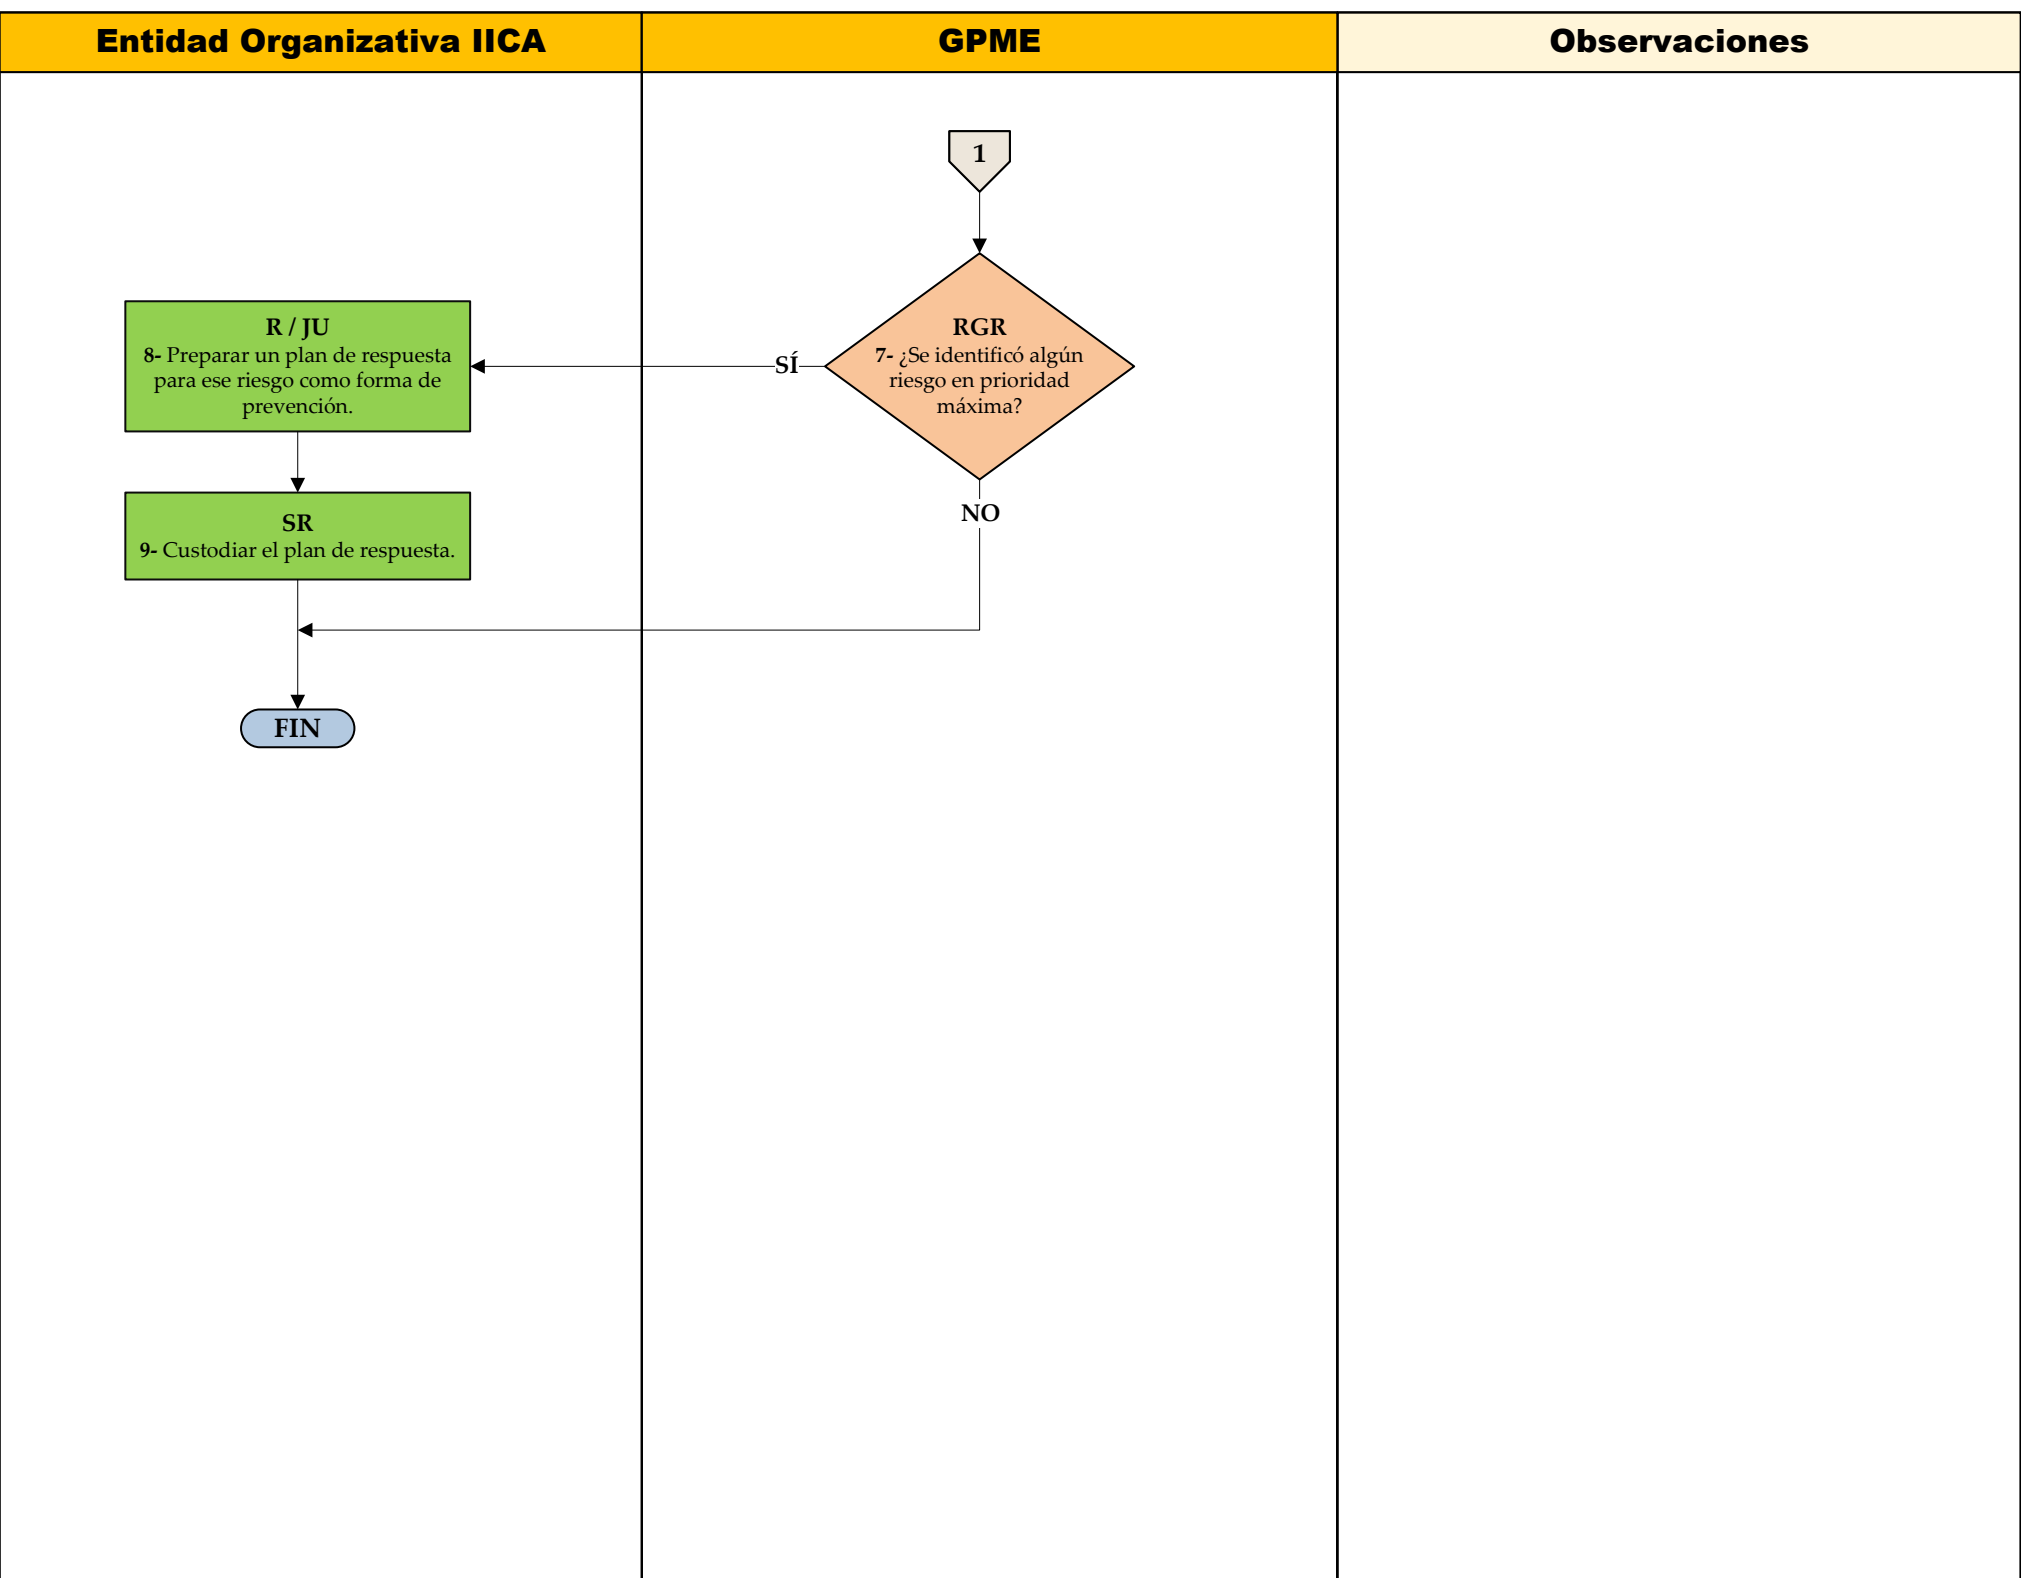 Entidad Organizativa IICA
GPME
Observaciones
1
RGR
7- ¿Se identificó algún
riesgo en prioridad
máxima?
SÍ
NO
R / JU
8- Preparar un plan de respuesta
para ese riesgo como forma de
prevención.
SR
9- Custodiar el plan de respuesta.
FIN